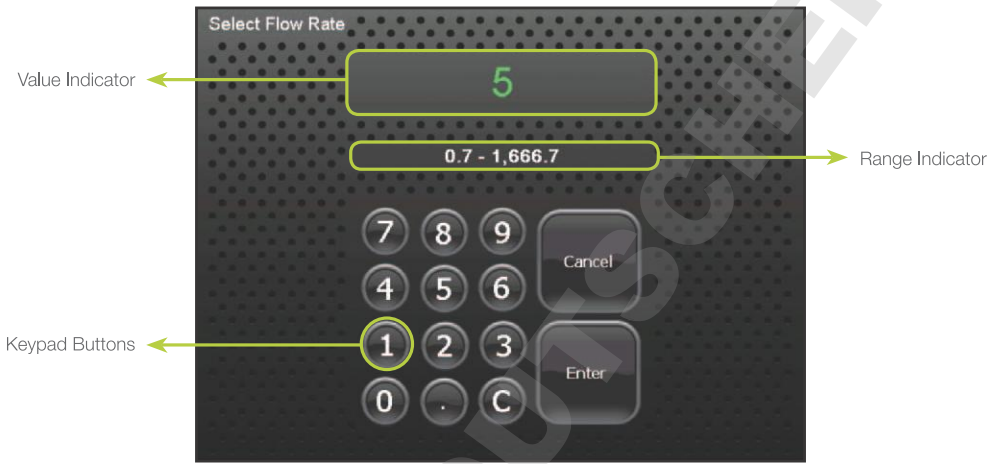 Select Flow Rate
Value Indicator
5
0.7 - 1,666.7
Range Indicator
7 8 9
Cancel
4 5 6
Keypad Buttons
1 2 3
Enter
0 . C